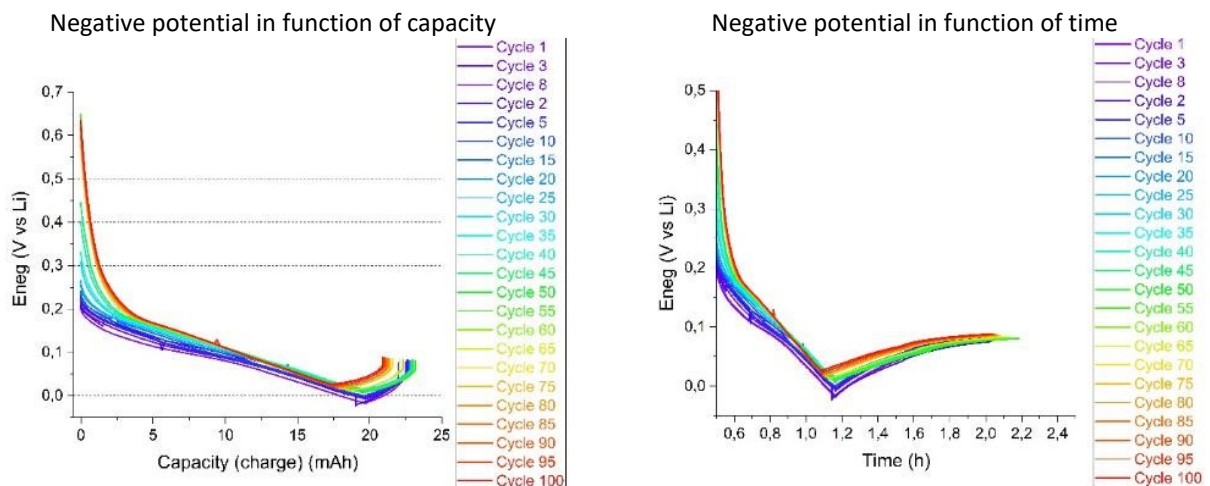 Negative potential in function of capacity
Cycle 1
Cycle 3
Cycle 8
Cycle 2
Cycle 5
Cycle 10
Cycle 15
Cycle 20
Cycle 25
Cycle 30
Cycle 35
Cycle 40
Cycle 45
Cycle 50
Cycle 55
Cycle 60
Cycle 65
Cycle 70
Cycle 75
Cycle 80
Cycle 85
Cycle 90
Cycle 95
Cycle 100
Eneg (V vs Li)
0,7
0,6
0,5
0,4
0,3
0,2
0,1
0,0
0 5 10 15 20 25
Capacity (charge) (mAh)
Negative potential in function of time
Cycle 1
Cycle 3
Cycle 8
Cycle 2
Cycle 5
Cycle 10
Cycle 15
Cycle 20
Cycle 25
Cycle 30
Cycle 35
Cycle 40
Cycle 45
Cycle 50
Cycle 55
Cycle 60
Cycle 65
Cycle 70
Cycle 75
Cycle 80
Cycle 85
Cycle 90
Cycle 95
Cycle 100
Eneg (V vs Li)
0,5
0,4
0,3
0,2
0,1
0,0
0,6 0,8 1,0 1,2 1,4 1,6 1,8 2,0 2,2 2,4
Time (h)